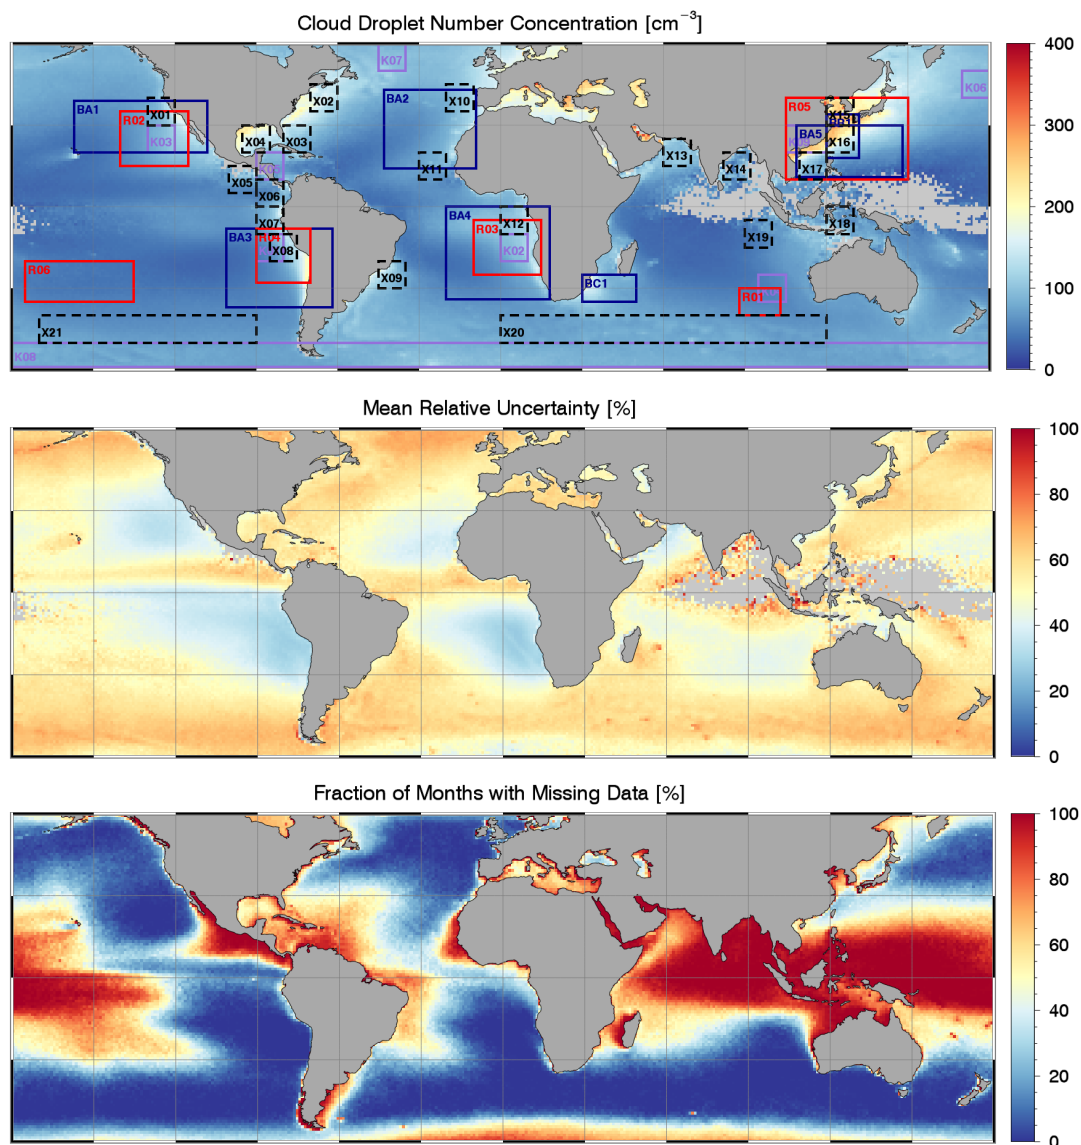 Cloud Droplet Number Concentration [cm⁻³]
K07
K06
BA1
R02
X01
K03
X02
X04
X03
BA2
X10
X11
R05
X15
BA5
X16
X17
X13
X14
X05
X06
X07
BA3
R04
X08
X09
BA4
R03
X12
K02
X18
X19
BC1
R01
R06
X21
X20
K08
400
300
200
100
0
Mean Relative Uncertainty [%]
100
80
60
40
20
0
Fraction of Months with Missing Data [%]
100
80
60
40
20
0